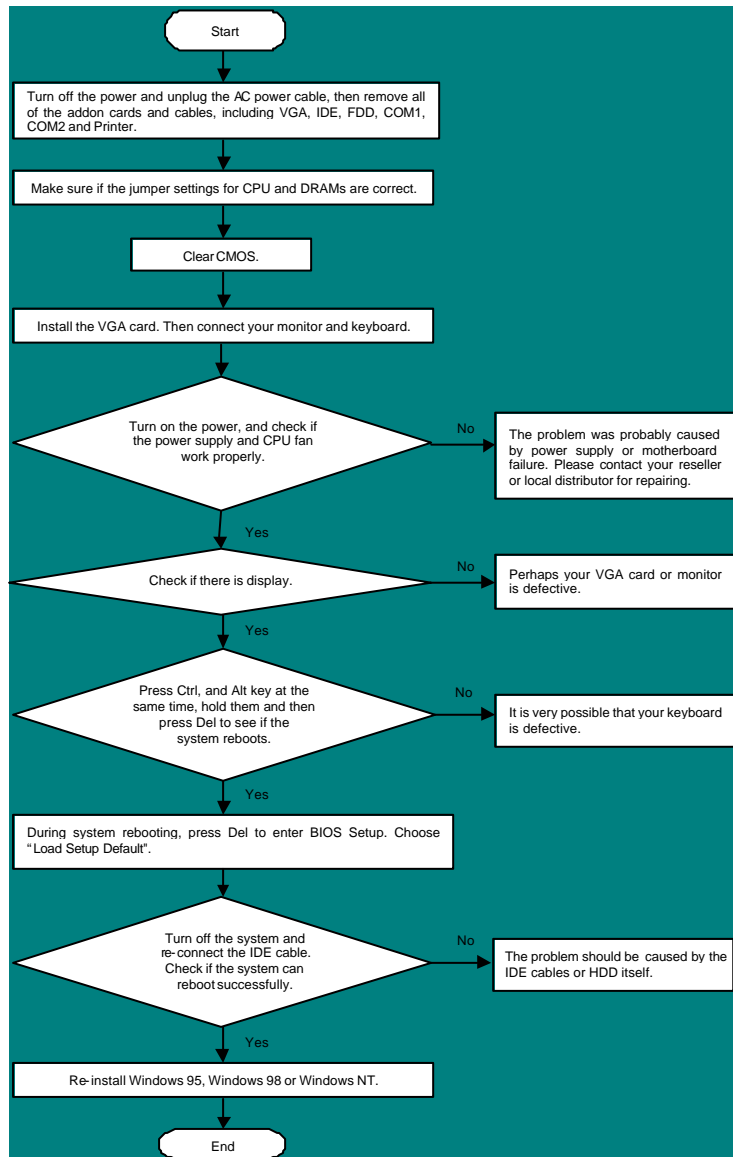 Start
Turn off the power and unplug the AC power cable, then remove all
of the addon cards and cables, including VGA, IDE, FDD, COM1,
COM2 and Printer.
Make sure if the jumper settings for CPU and DRAMs are correct.
Clear CMOS.
Install the VGA card. Then connect your monitor and keyboard.
Turn on the power, and check if
the power supply and CPU fan
work properly.
No
The problem was probably caused
by power supply or motherboard
failure. Please contact your reseller
or local distributor for repairing.
Yes
Check if there is display.
No
Perhaps your VGA card or monitor
is defective.
Yes
Press Ctrl, and Alt key at the
same time, hold them and then
press Del to see if the
system reboots.
No
It is very possible that your keyboard
is defective.
Yes
During system rebooting, press Del to enter BIOS Setup. Choose
“Load Setup Default”.
Turn off the system and
re-connect the IDE cable.
Check if the system can
reboot successfully.
No
The problem should be caused by the
IDE cables or HDD itself.
Yes
Re-install Windows 95, Windows 98 or Windows NT.
End